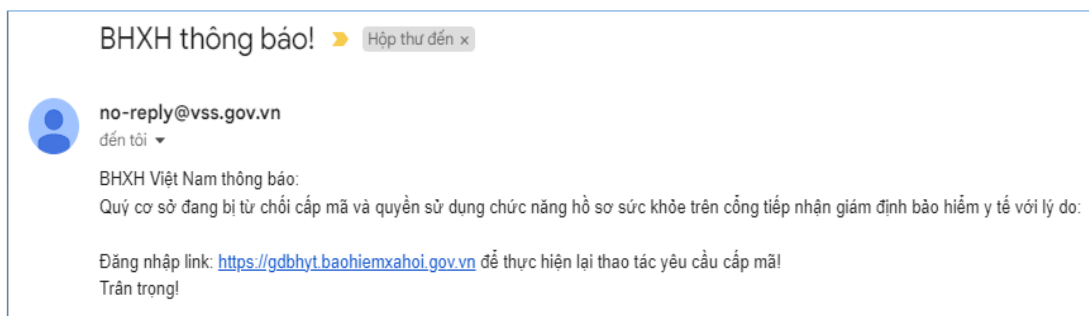 BHXH thông báo! Hộp thư đến ×
no-reply@vss.gov.vn
đến tôi
BHXH Việt Nam thông báo:
Quý cơ sở đang bị từ chối cấp mã và quyền sử dụng chức năng hồ sơ sức khỏe trên cổng tiếp nhận giám định bảo hiểm y tế với lý do:
Đăng nhập link: https://gdbhyt.baohiemxahoi.gov.vn để thực hiện lại thao tác yêu cầu cấp mã!
Trân trọng!